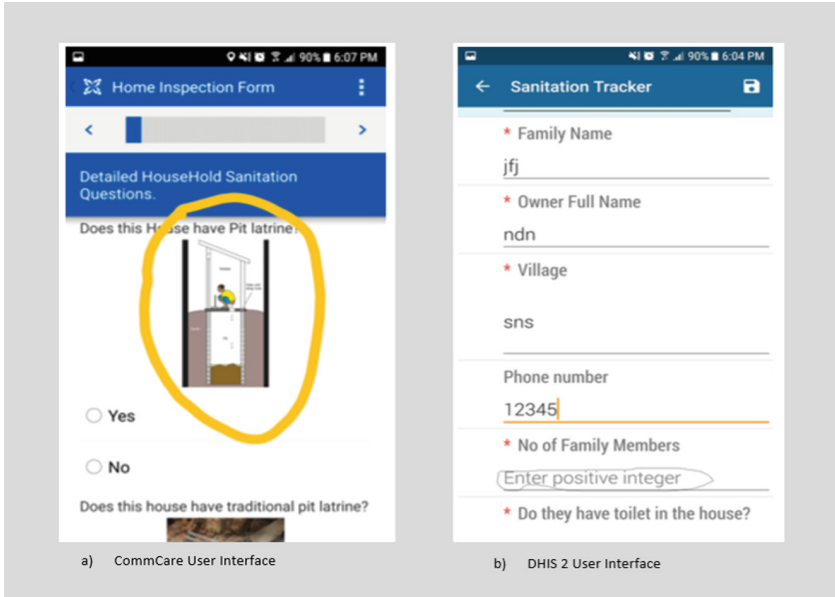 90% 6:07 PM
Home Inspection Form
Detailed HouseHold Sanitation
Questions.
Does this House have Pit latrine?
Yes
No
Does this house have traditional pit latrine?
a) CommCare User Interface
90% 6:04 PM
Sanitation Tracker
* Family Name
jfj
* Owner Full Name
ndn
* Village
sns
Phone number
12345
* No of Family Members
Enter positive integer
* Do they have toilet in the house?
b) DHIS 2 User Interface